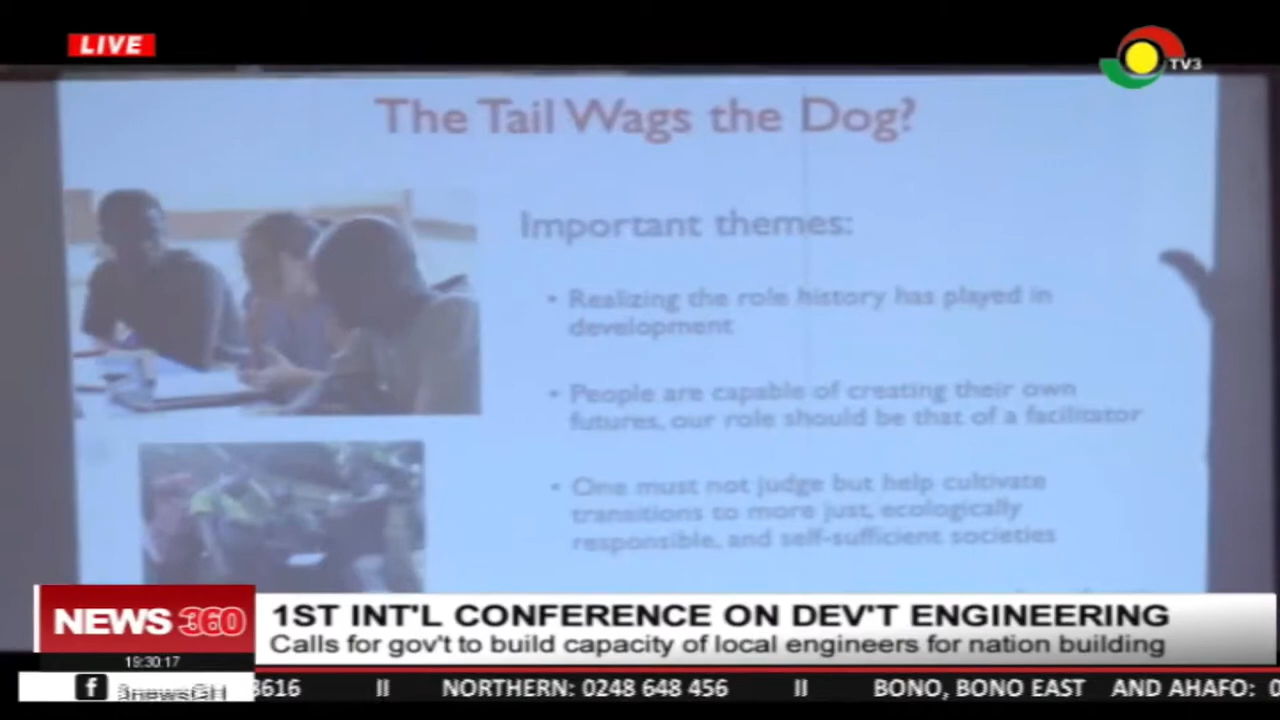 LIVE
TV3
The Tail Wags the Dog?
Important themes:
• Realizing the role history has played in
development
• People are capable of creating their own
futures, our role should be that of a facilitator
• One must not judge but help cultivate
transitions to more just, ecologically
responsible, and self-sufficient societies
NEWS 360
1ST INT'L CONFERENCE ON DEV'T ENGINEERING
Calls for gov't to build capacity of local engineers for nation building
19:30:17
3616 II NORTHERN: 0248 648 456 II BONO, BONO EAST AND AHAFO: 0